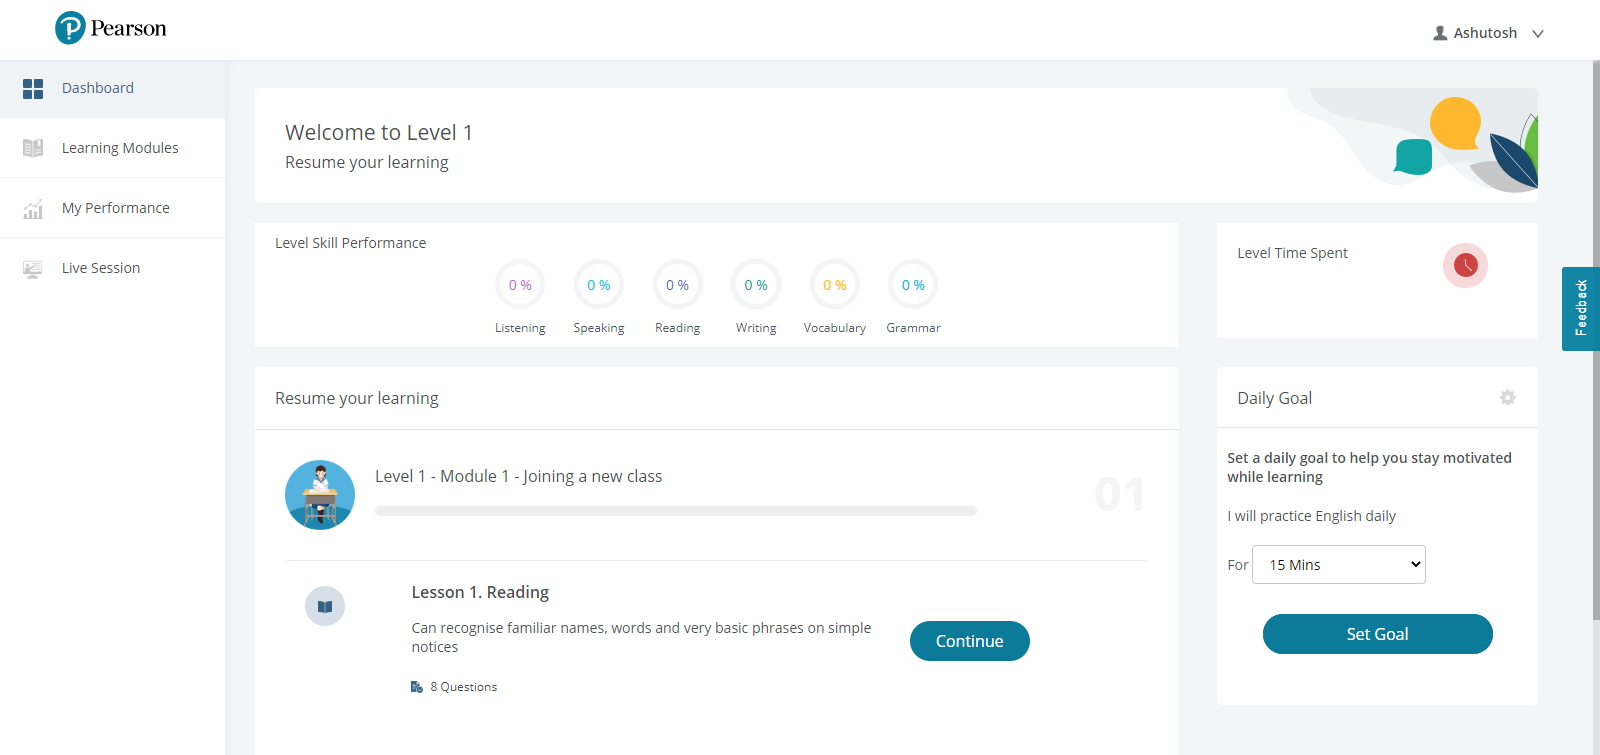 Pearson
Ashutosh
Dashboard
Learning Modules
My Performance
Live Session
Welcome to Level 1
Resume your learning
Level Skill Performance
0 %
0 %
0 %
0 %
0 %
0 %
Listening
Speaking
Reading
Writing
Vocabulary
Grammar
Level Time Spent
Feedback
Resume your learning
Level 1 - Module 1 - Joining a new class
01
Lesson 1. Reading
Can recognise familiar names, words and very basic phrases on simple
notices
Continue
8 Questions
Daily Goal
Set a daily goal to help you stay motivated
while learning
I will practice English daily
For 15 Mins
Set Goal